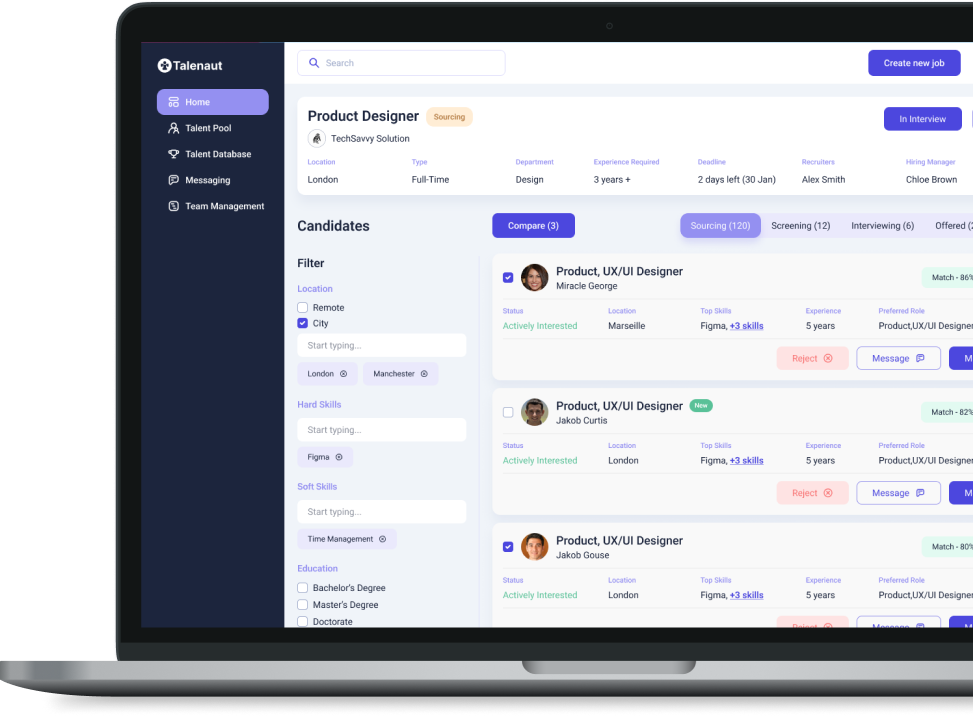 Talenaut
Search
Create new job
Home
Talent Pool
Talent Database
Messaging
Team Management
Product Designer Sourcing
TechSavvy Solution
In Interview
Location Type Department Experience Required Deadline Recruiters Hiring Manager
London Full-Time Design 3 years + 2 days left (30 Jan) Alex Smith Chloe Brown
Candidates
Compare (3)
Sourcing (120) Screening (12) Interviewing (6) Offered (2
Filter
Location
Remote
City
Start typing...
London Manchester
Hard Skills
Start typing...
Figma
Soft Skills
Start typing...
Time Management
Education
Bachelor's Degree
Master's Degree
Doctorate
Product, UX/UI Designer
Miracle George
Match - 86%
Status Location Top Skills Experience Preferred Role
Actively Interested Marseille Figma, +3 skills 5 years Product,UX/UI Designer
Reject Message M
Product, UX/UI Designer New
Jakob Curtis
Match - 82%
Status Location Top Skills Experience Preferred Role
Actively Interested London Figma, +3 skills 5 years Product,UX/UI Designer
Reject Message M
Product, UX/UI Designer
Jakob Gouse
Match - 80%
Status Location Top Skills Experience Preferred Role
Actively Interested London Figma, +3 skills 5 years Product,UX/UI Designer
Reject Message M